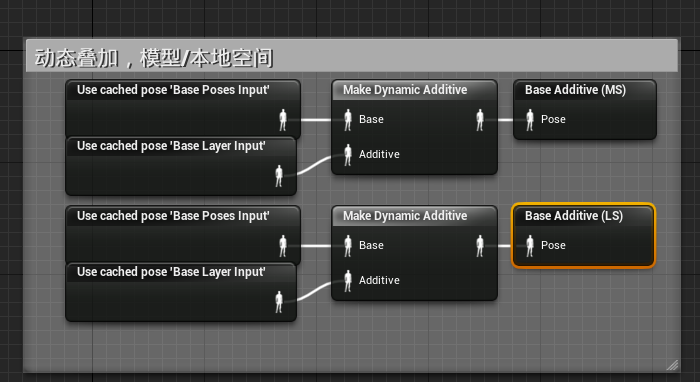 动态叠加，模型/本地空间
Use cached pose 'Base Poses Input'
Make Dynamic Additive
Base Additive (MS)
Base
Pose
Use cached pose 'Base Layer Input'
Additive
Use cached pose 'Base Poses Input'
Make Dynamic Additive
Base Additive (LS)
Base
Pose
Use cached pose 'Base Layer Input'
Additive